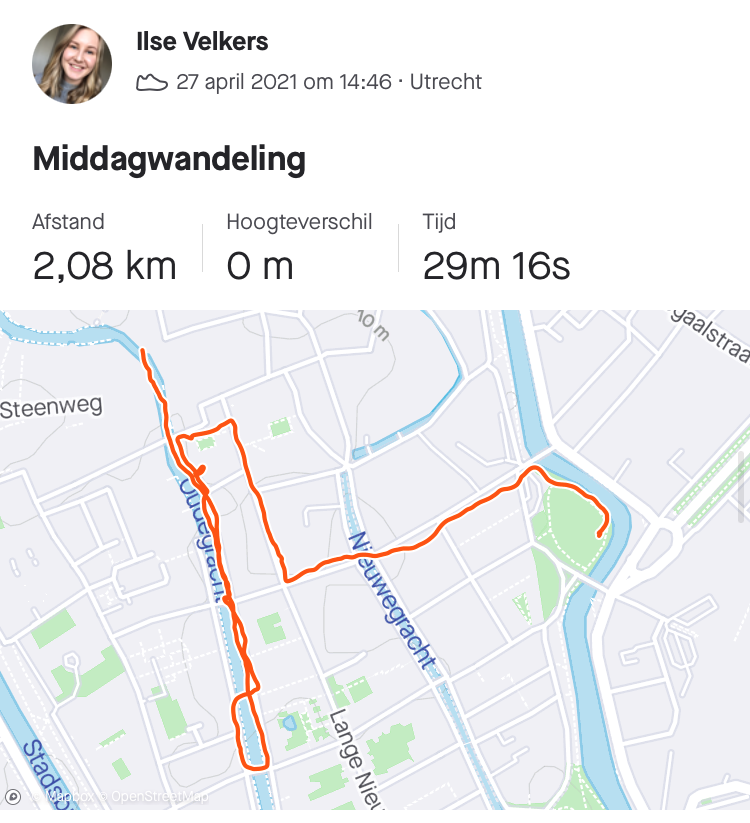 Ilse Velkers
27 april 2021 om 14:46 · Utrecht
Middagwandeling
Afstand
Hoogteverschil
Tijd
2,08 km
0 m
29m 16s
10 m
gaalstraa
Steenweg
Oudegracht
Nieuwegracht
Lange Nieu
Stadsb
© Mapbox © OpenStreetMap